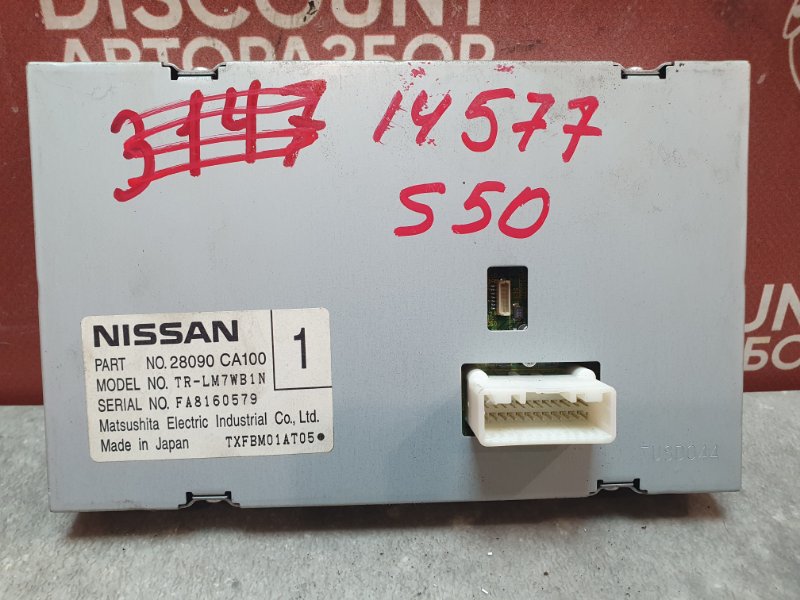 DISCOUNT
АВТОРАЗБОР
3147
14577
S50
NISSAN
1
PART NO. 28090 CA100
MODEL NO. TR-LM7WB1N
SERIAL NO. FA8160579
Matsushita Electric Industrial Co., Ltd.
Made in Japan TXFBM01AT05